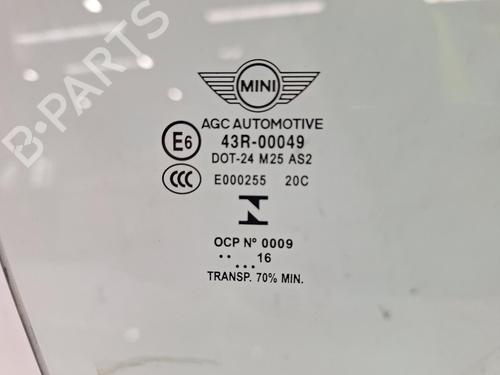 B-PARTS
MINI
AGC AUTOMOTIVE
E6 43R-00049
DOT-24 M25 AS2
CCC E000255 20C
N
OCP Nº 0009
.. 16
...
TRANSP. 70% MIN.